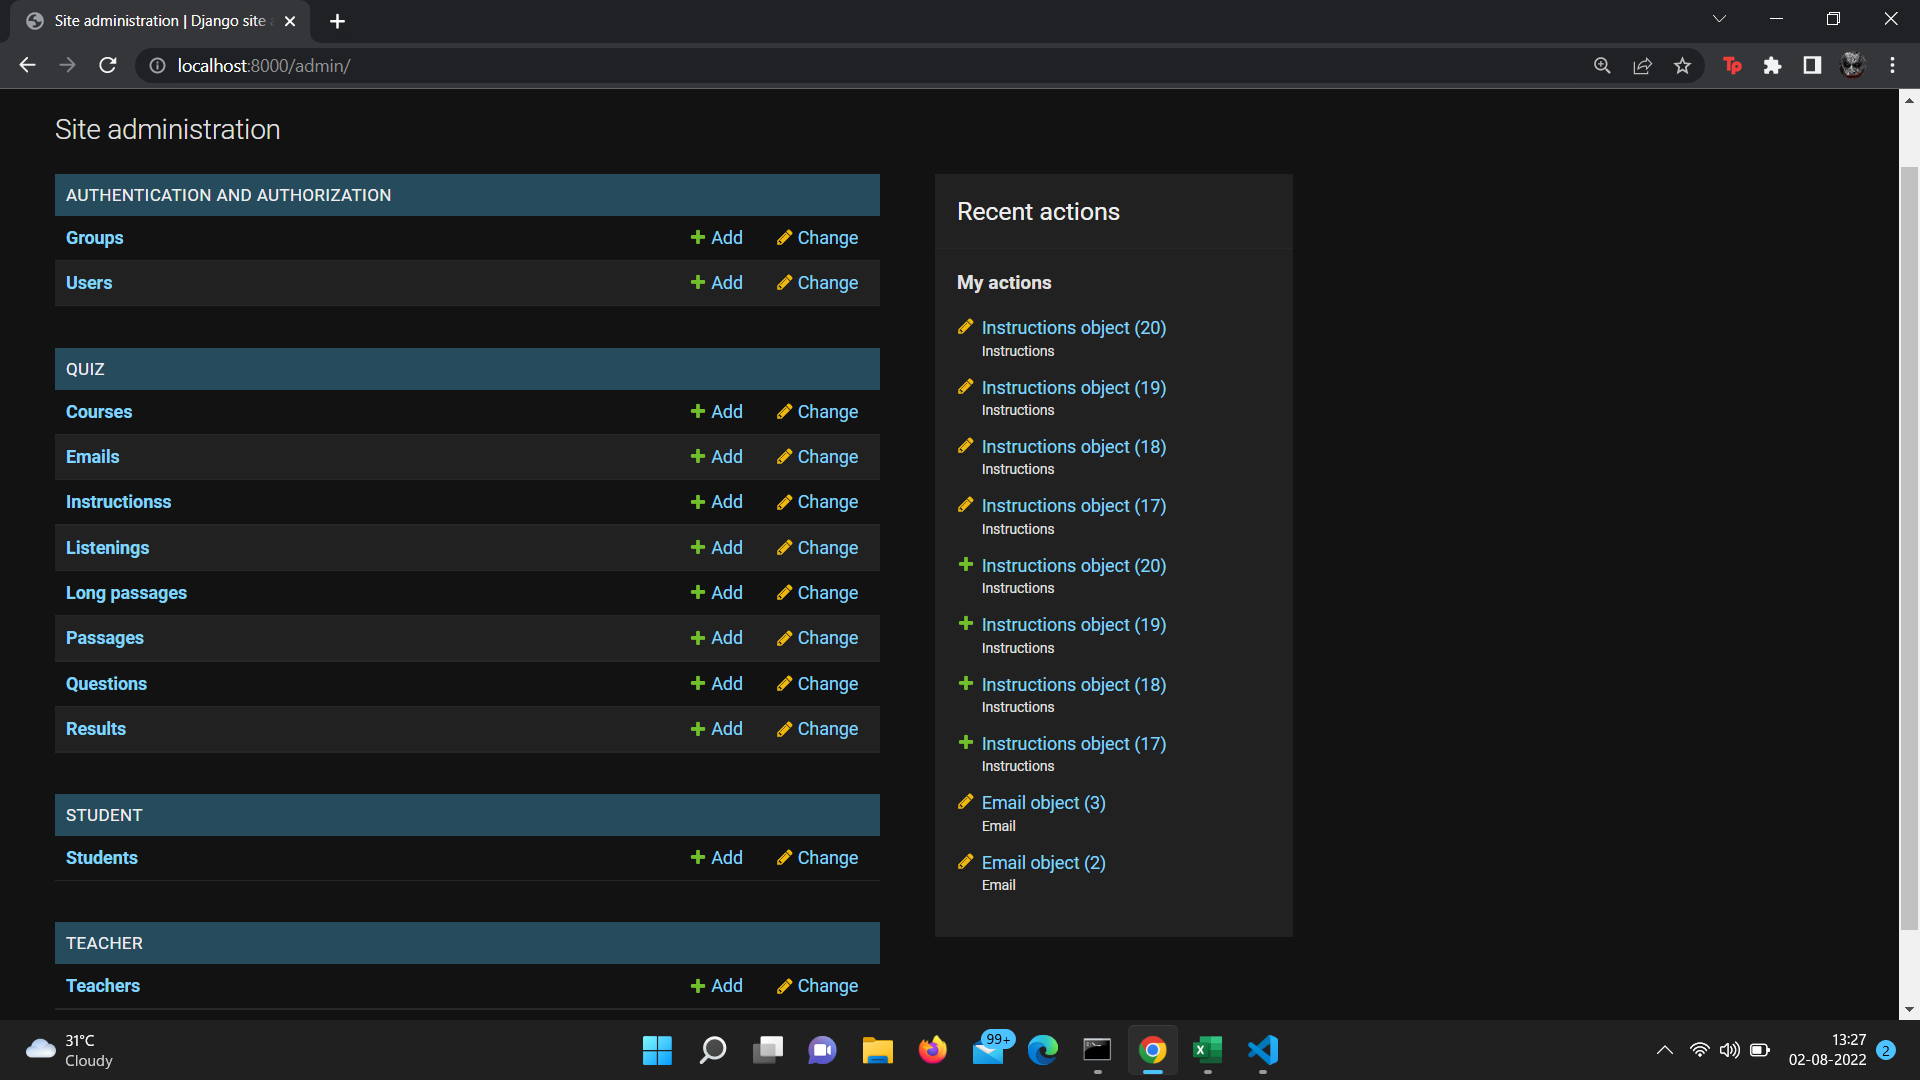 Site administration | Django site
localhost:8000/admin/
Tp
Site administration
AUTHENTICATION AND AUTHORIZATION
Groups Add Change
Users Add Change
QUIZ
Courses Add Change
Emails Add Change
Instructionss Add Change
Listenings Add Change
Long passages Add Change
Passages Add Change
Questions Add Change
Results Add Change
STUDENT
Students Add Change
TEACHER
Teachers Add Change
Recent actions
My actions
Instructions object (20)
Instructions
Instructions object (19)
Instructions
Instructions object (18)
Instructions
Instructions object (17)
Instructions
Instructions object (20)
Instructions
Instructions object (19)
Instructions
Instructions object (18)
Instructions
Instructions object (17)
Instructions
Email object (3)
Email
Email object (2)
Email
31°C
Cloudy
99+
13:27
02-08-2022
2